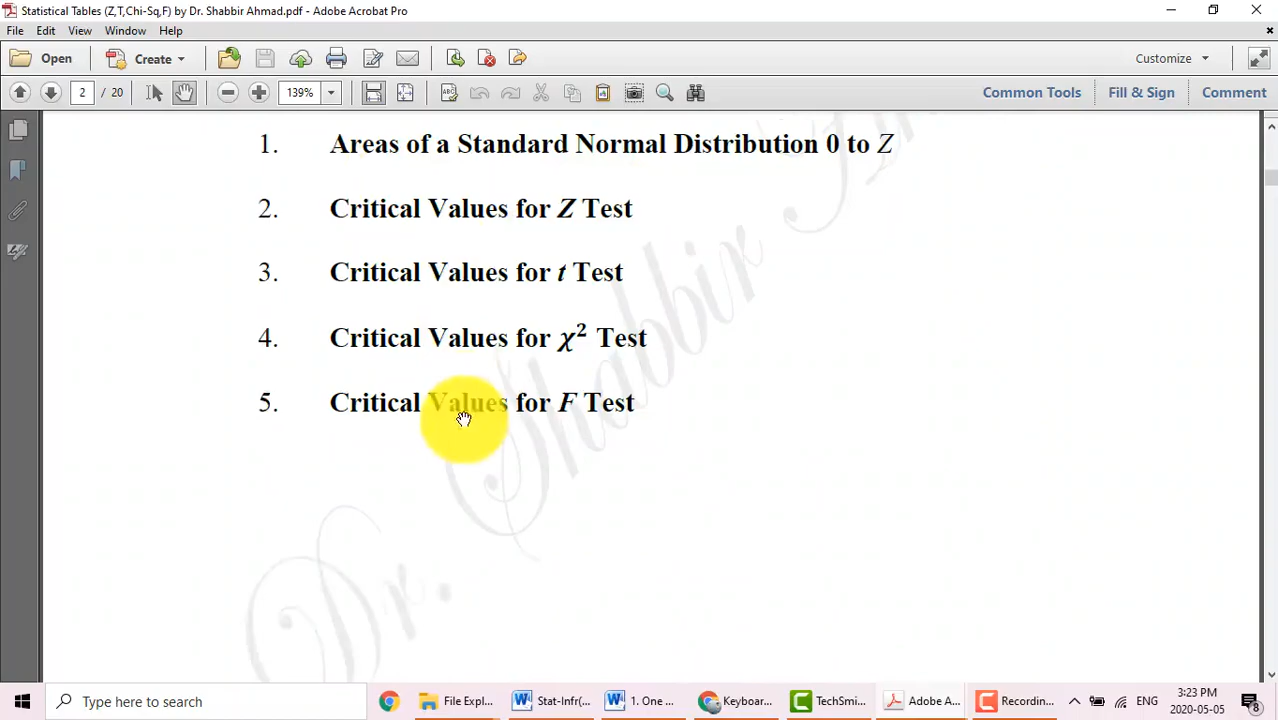 Statistical Tables (Z,T,Chi-Sq,F) by Dr. Shabbir Ahmad.pdf - Adobe Acrobat Pro
File Edit View Window Help
Open Create Customize
2 / 20 139% Common Tools Fill & Sign Comment
1. Areas of a Standard Normal Distribution 0 to Z
2. Critical Values for Z Test
3. Critical Values for t Test
4. Critical Values for χ² Test
5. Critical Values for F Test
Dr. Shabbir
Type here to search File Expl... Stat-Infr(... 1. One ... Keyboar... TechSmi... Adobe A... Recordin... ENG 3:23 PM
2020-05-05 8